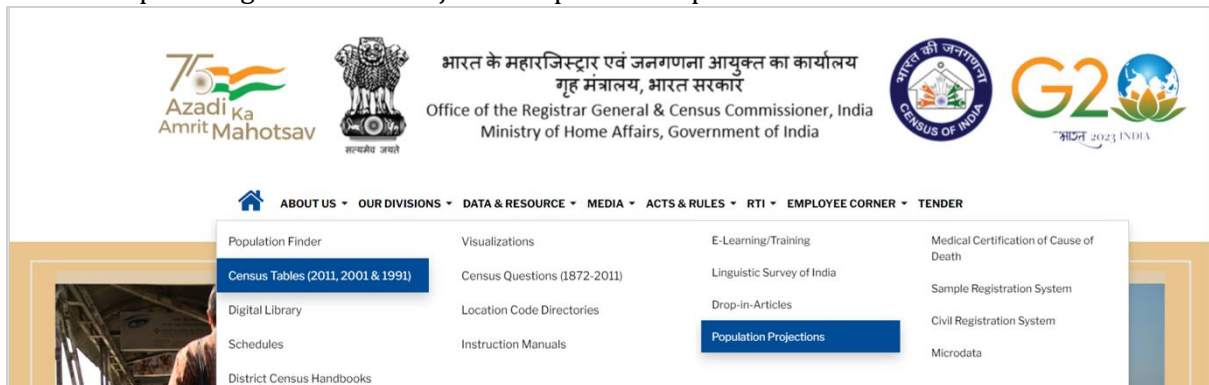 75
Azadi Ka
Amrit Mahotsav
सत्यमेव जयते
भारत के महारजिस्ट्रार एवं जनगणना आयुक्त का कार्यालय
गृह मंत्रालय, भारत सरकार
Office of the Registrar General & Census Commissioner, India
Ministry of Home Affairs, Government of India
भारत की जनगणना
CENSUS OF INDIA
G20
भारत 2023 INDIA
ABOUT US OUR DIVISIONS DATA & RESOURCE MEDIA ACTS & RULES RTI EMPLOYEE CORNER TENDER
Population Finder
Census Tables (2011, 2001 & 1991)
Digital Library
Schedules
District Census Handbooks
Visualizations
Census Questions (1872-2011)
Location Code Directories
Instruction Manuals
E-Learning/Training
Linguistic Survey of India
Drop-in-Articles
Population Projections
Medical Certification of Cause of
Death
Sample Registration System
Civil Registration System
Microdata